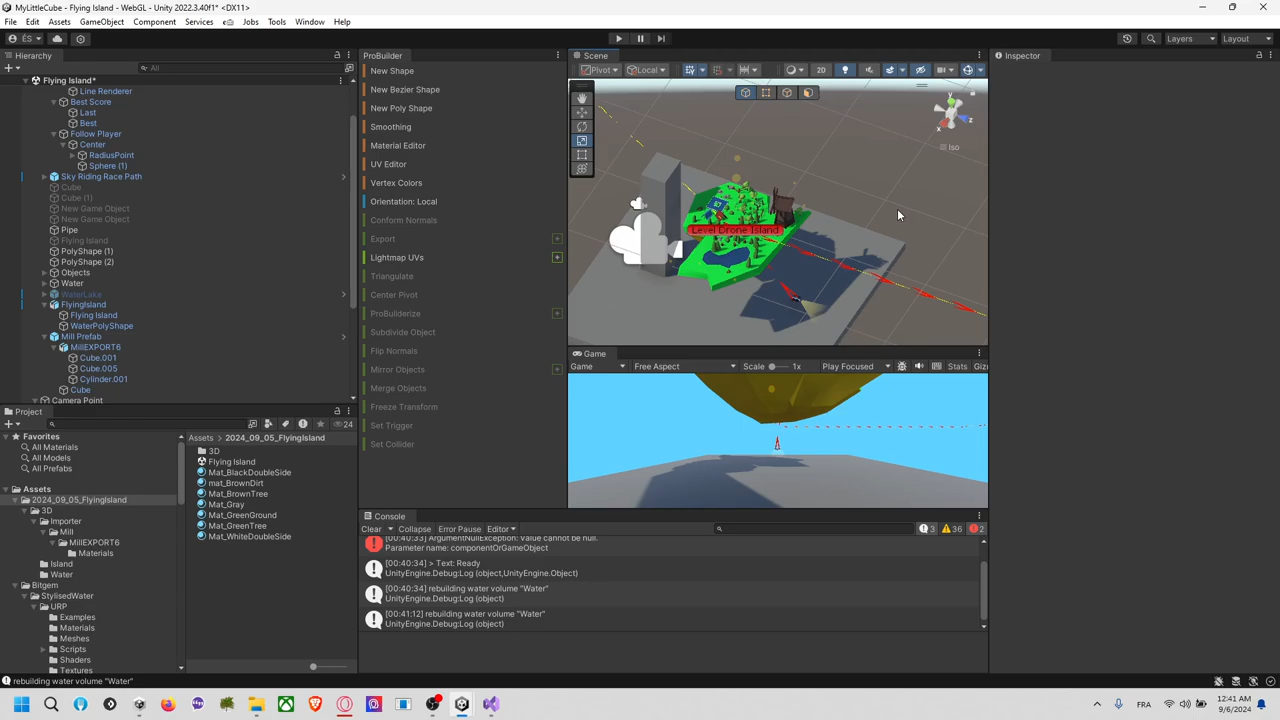 MyLittleCube - Flying Island - WebGL - Unity 2022.3.40f1* <DX11>
File Edit Assets GameObject Component Services Jobs Tools Window Help
ÉS Layers Layout
Hierarchy
All
Flying Island*
Line Renderer
Best Score
Last
Best
Follow Player
Center
RadiusPoint
Sphere (1)
Sky Riding Race Path
Cube
Cube (1)
New Game Object
New Game Object
Pipe
Flying Island
PolyShape (1)
PolyShape (2)
Objects
Water
WaterLake
FlyingIsland
Flying Island
WaterPolyShape
Mill Prefab
MillEXPORT6
Cube.001
Cube.005
Cylinder.001
Cube
Camera Point
ProBuilder
New Shape
New Bezier Shape
New Poly Shape
Smoothing
Material Editor
UV Editor
Vertex Colors
Orientation: Local
Conform Normals
Export
Lightmap UVs
Triangulate
Center Pivot
ProBuilderize
Subdivide Object
Flip Normals
Mirror Objects
Merge Objects
Freeze Transform
Set Trigger
Set Collider
Scene
Pivot Local 2D
y
x z
Iso
Level Drone Island
Game
Game Free Aspect Scale 1x Play Focused Stats Giz
Inspector
Project
24
Favorites
All Materials
All Models
All Prefabs
Assets
2024_09_05_FlyingIsland
3D
Importer
Mill
MillEXPORT6
Materials
Island
Water
Bitgem
StylisedWater
URP
Examples
Materials
Meshes
Scripts
Shaders
Textures
Assets > 2024_09_05_FlyingIsland
3D
Flying Island
Mat_BlackDoubleSide
mat_BrownDirt
Mat_BrownTree
Mat_Gray
Mat_GreenGround
Mat_GreenTree
Mat_WhiteDoubleSide
Console
Clear Collapse Error Pause Editor 3 36 2
[00:40:33] ArgumentNullException: Value cannot be null.
Parameter name: componentOrGameObject
[00:40:34] > Text: Ready
UnityEngine.Debug:Log (object,UnityEngine.Object)
[00:40:34] rebuilding water volume "Water"
UnityEngine.Debug:Log (object)
[00:41:12] rebuilding water volume "Water"
UnityEngine.Debug:Log (object)
rebuilding water volume "Water"
FRA
12:41 AM
9/6/2024